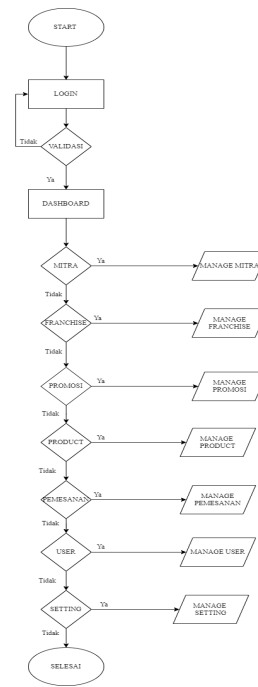 START
LOGIN
Tidak
VALIDASI
Ya
DASHBOARD
MITRA
Ya
MANAGE MITRA
Tidak
FRANCHISE
Ya
MANAGE
FRANCHISE
Tidak
PROMOSI
Ya
MANAGE
PROMOSI
Tidak
PRODUCT
Ya
MANAGE
PRODUCT
Tidak
PEMESANAN
Ya
MANAGE
PEMESANAN
Tidak
USER
Ya
MANAGE USER
Tidak
SETTING
Ya
MANAGE
SETTING
Tidak
SELESAI